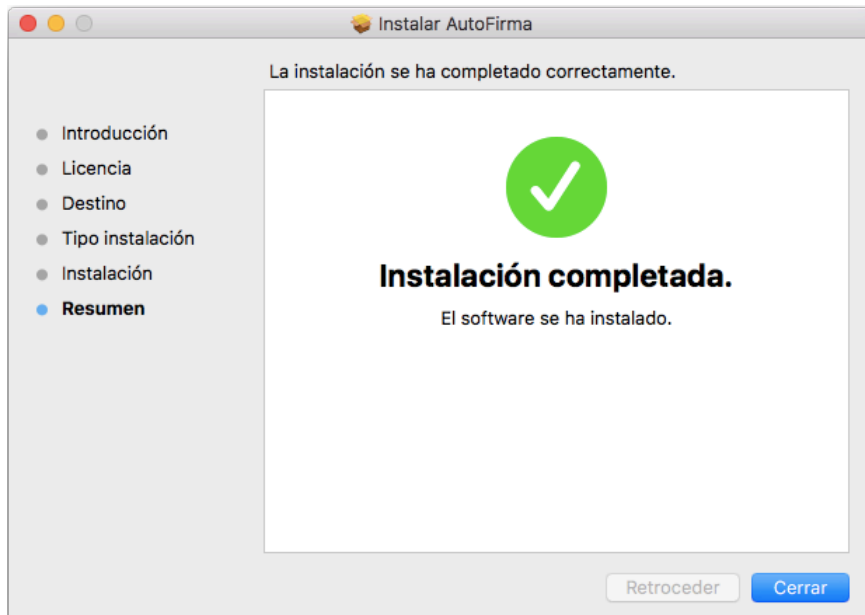 Instalar AutoFirma
La instalación se ha completado correctamente.
Introducción
Licencia
Destino
Tipo instalación
Instalación
Resumen
Instalación completada.
El software se ha instalado.
Retroceder
Cerrar